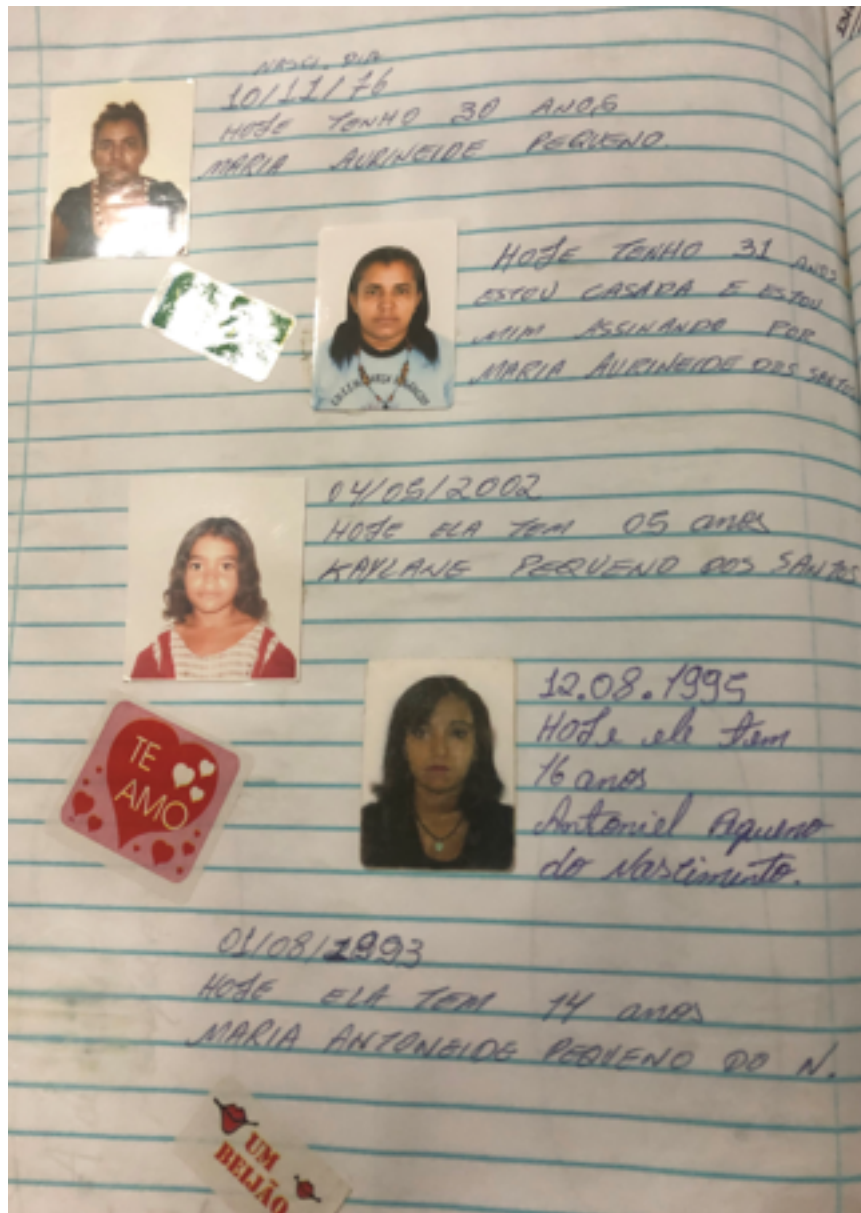 NASCI. DIA
10/11/76
HOJE TENHO 30 ANOS
MARIA AURINEIDE PEQUENO.
HOJE TENHO 31 ANOS
ESTOU CASADA E ESTOU
MIM ASSINANDO POR
MARIA AURINEIDE DOS SANTOS
04/05/2002
HOJE ELA TEM 05 anos
KAYLANE PEQUENO DOS SANTOS
12.08.1995
HOJe ele tem
16 anos
Antoniel Pqueno
do Nascimento.
TE
AMO
01/08/1993
HOJE ELA TEM 14 anos
MARIA ANTONEIDE PEQUENO DO N.
UM
BEIJÃO